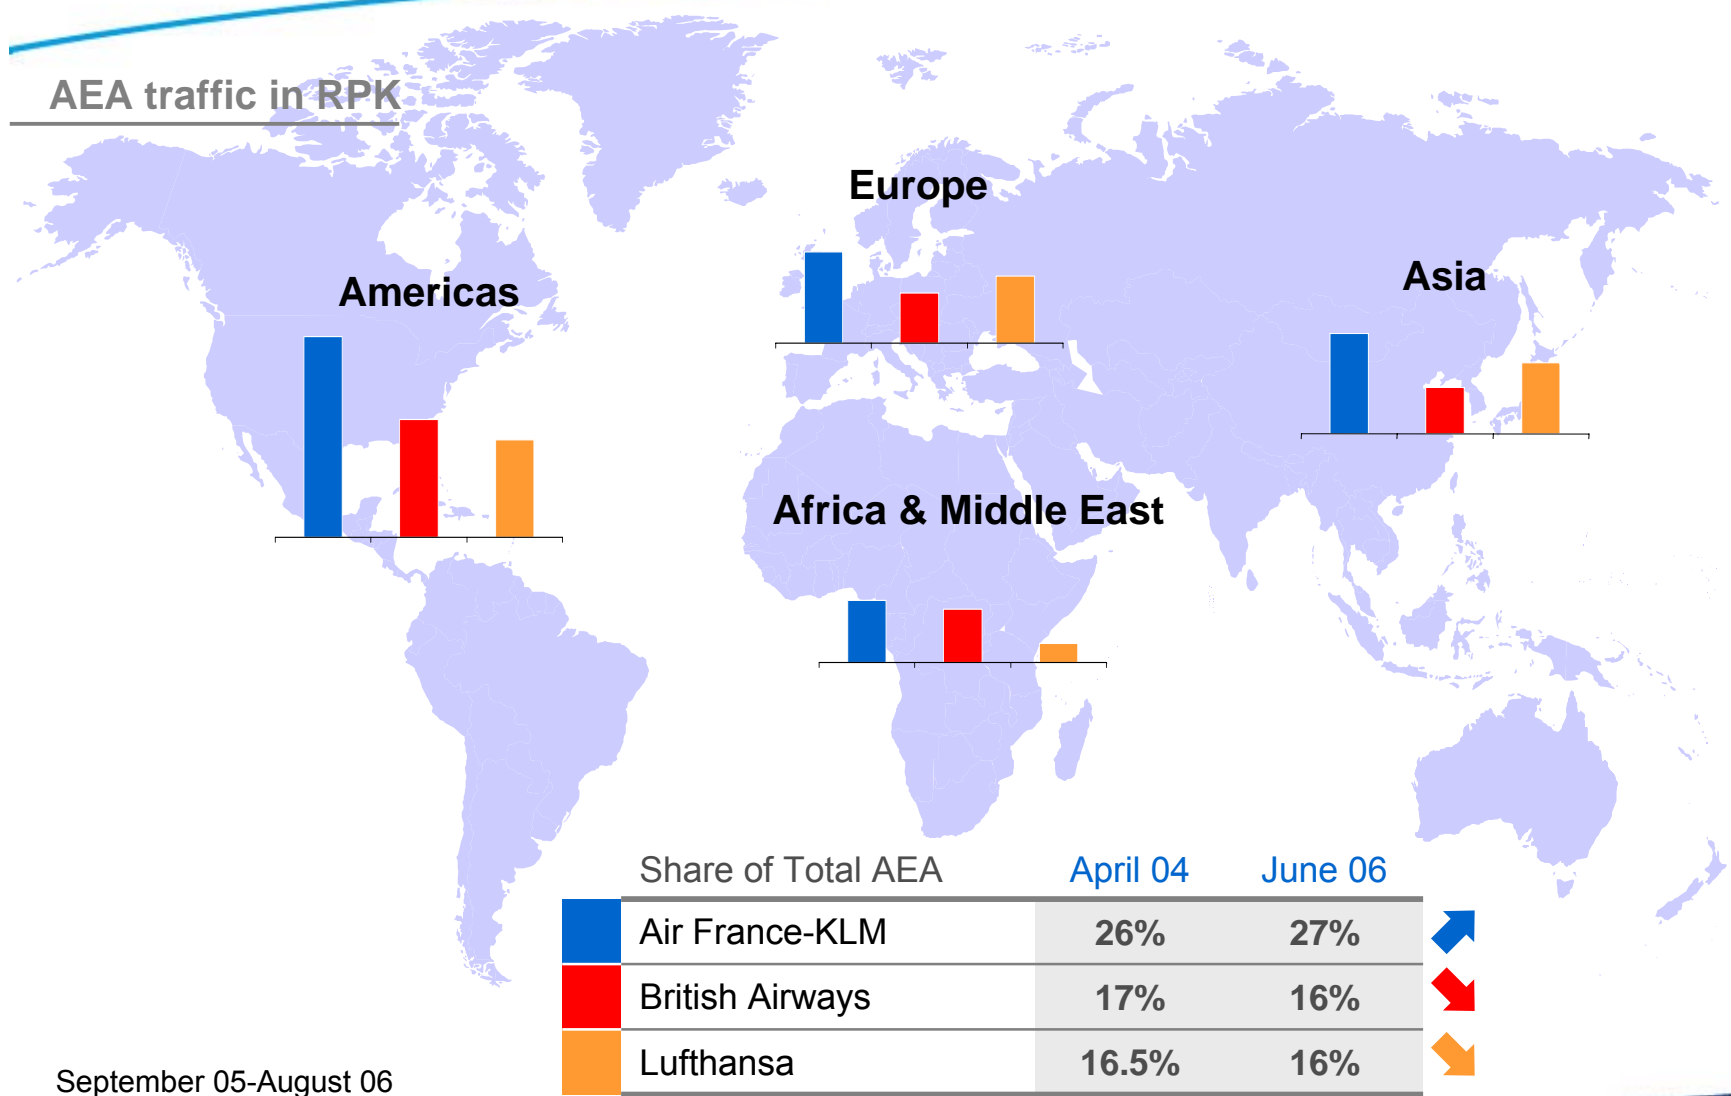 AEA traffic in RPK
Europe
Americas
Asia
Africa & Middle East
Share of Total AEA April 04 June 06
Air France-KLM 26% 27%
British Airways 17% 16%
Lufthansa 16.5% 16%
September 05-August 06